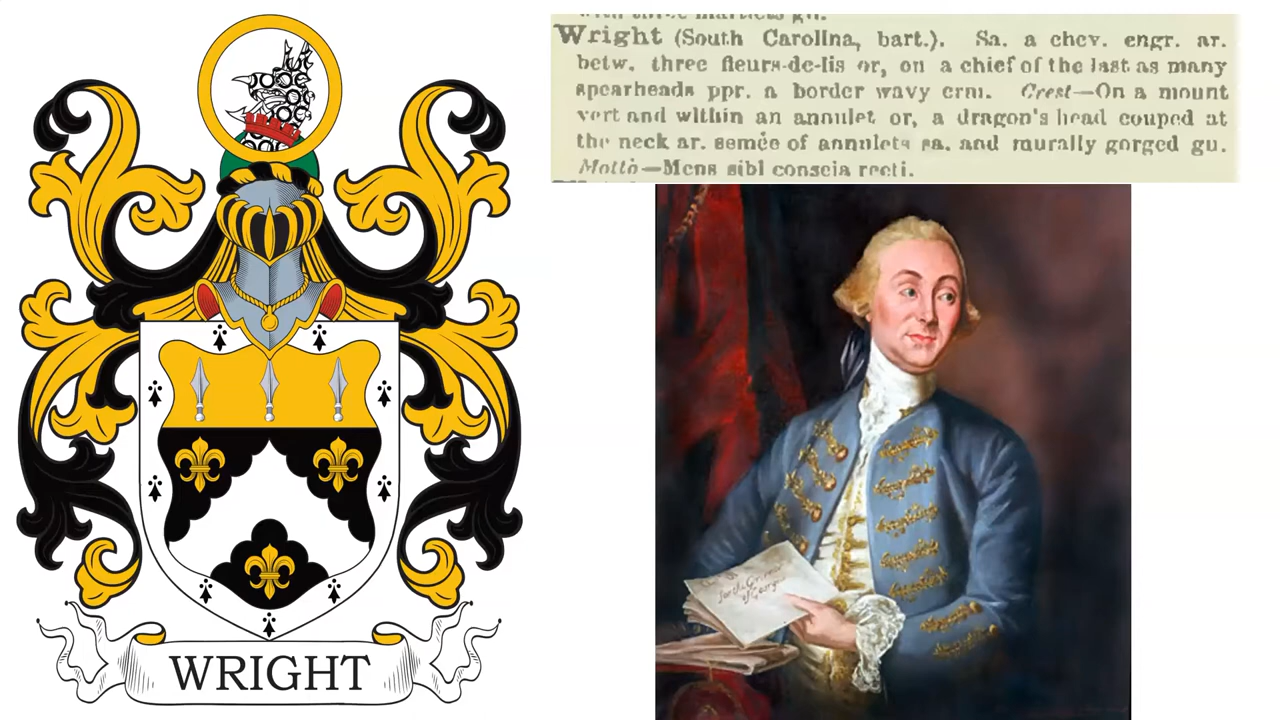 Wright (South Carolina, bart.). Sa. a chev. engr. ar.
betw. three fleurs-de-lis or, on a chief of the last as many
spearheads ppr. a border wavy erm. Crest—On a mount
vert and within an annulet or, a dragon's head couped at
the neck ar. semée of annulets sa. and murally gorged gu.
Motto—Mens sibi conscia recti.
WRIGHT
of Georgia